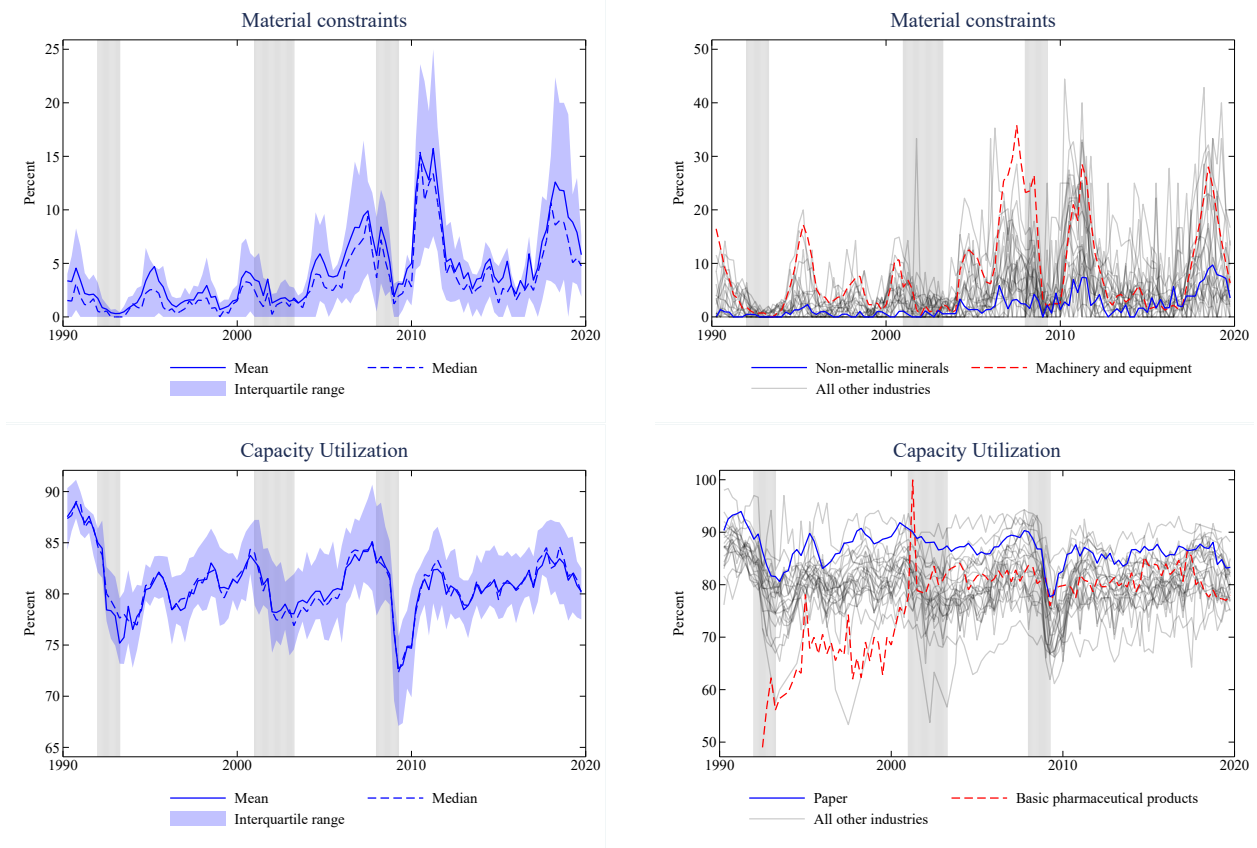 Material constraints
25
20
15
10
5
0
Percent
1990 2000 2010 2020
Mean Median
Interquartile range
Material constraints
50
40
30
20
10
0
Percent
1990 2000 2010 2020
Non-metallic minerals Machinery and equipment
All other industries
Capacity Utilization
90
85
80
75
70
65
Percent
1990 2000 2010 2020
Mean Median
Interquartile range
Capacity Utilization
100
90
80
70
60
50
Percent
1990 2000 2010 2020
Paper Basic pharmaceutical products
All other industries